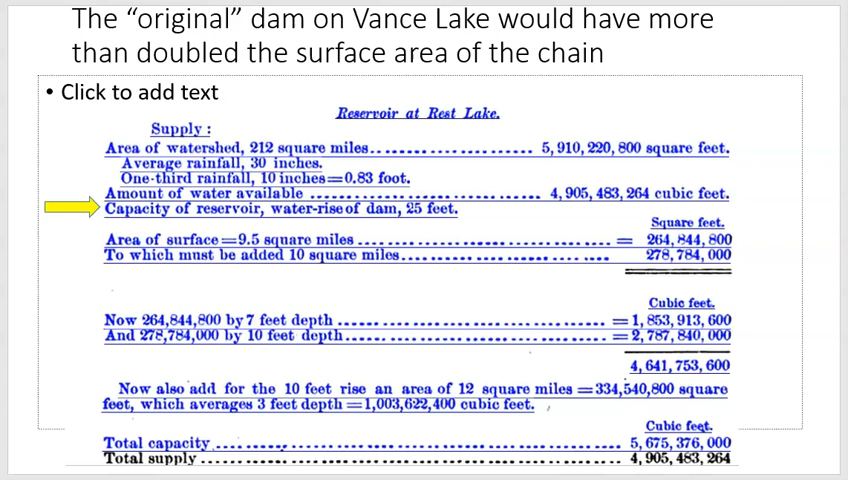 The “original” dam on Vance Lake would have more
than doubled the surface area of the chain
• Click to add text
Reservoir at Rest Lake.
Supply:
Area of watershed, 212 square miles.......................... 5,910,220,800 square feet.
Average rainfall, 30 inches.
One-third rainfall, 10 inches=0.83 foot.
Amount of water available .................................... 4,905,483,264 cubic feet.
Capacity of reservoir, water-rise of dam, 25 feet.
Square feet.
Area of surface=9.5 square miles ........................................ = 264,844,800
To which must be added 10 square miles................................ 278,784,000
Cubic feet.
Now 264,844,800 by 7 feet depth ........................................ =1,853,913,600
And 278,784,000 by 10 feet depth........................................ =2,787,840,000
4,641,753,600
Now also add for the 10 feet rise an area of 12 square miles =334,540,800 square
feet, which averages 3 feet depth =1,003,622,400 cubic feet.
Cubic feet.
Total capacity............................................................ 5,675,376,000
Total supply.............................................................. 4,905,483,264